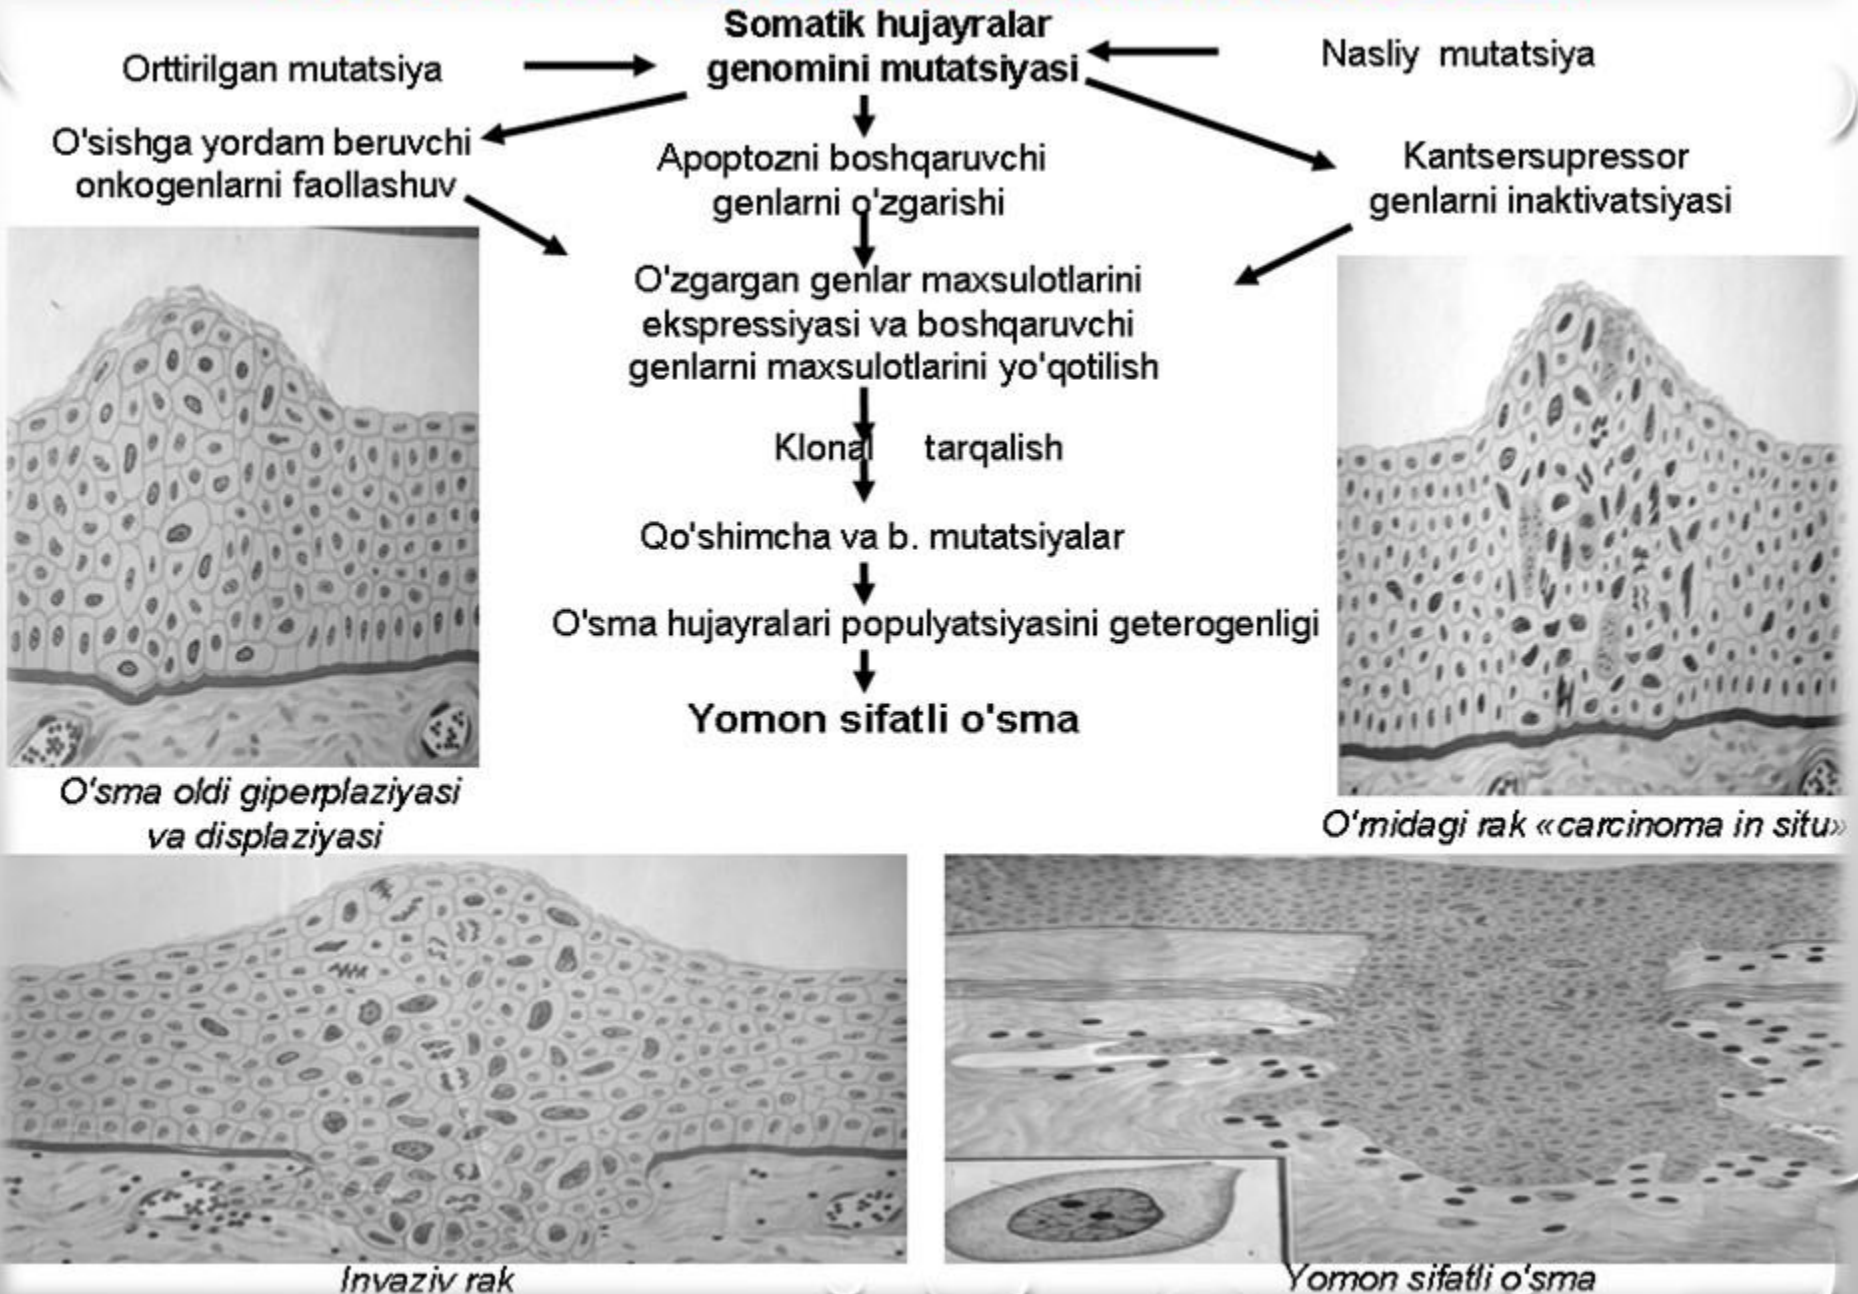 Somatik hujayralar
genomini mutatsiyasi
Orttirilgan mutatsiya
Nasliy mutatsiya
O'sishga yordam beruvchi
onkogenlarni faollashuv
Apoptozni boshqaruvchi
genlarni o'zgarishi
Kantsersupressor
genlarni inaktivatsiyasi
O'zgargan genlar maxsulotlarini
ekspressiyasi va boshqaruvchi
genlarni maxsulotlarini yo'qotilish
Klonal tarqalish
Qo'shimcha va b. mutatsiyalar
O'sma hujayralari populyatsiyasini geterogenligi
Yomon sifatli o'sma
O'sma oldi giperplaziyasi
va displaziyasi
O'rnidagi rak «carcinoma in situ»
Invaziv rak
Yomon sifatli o'sma